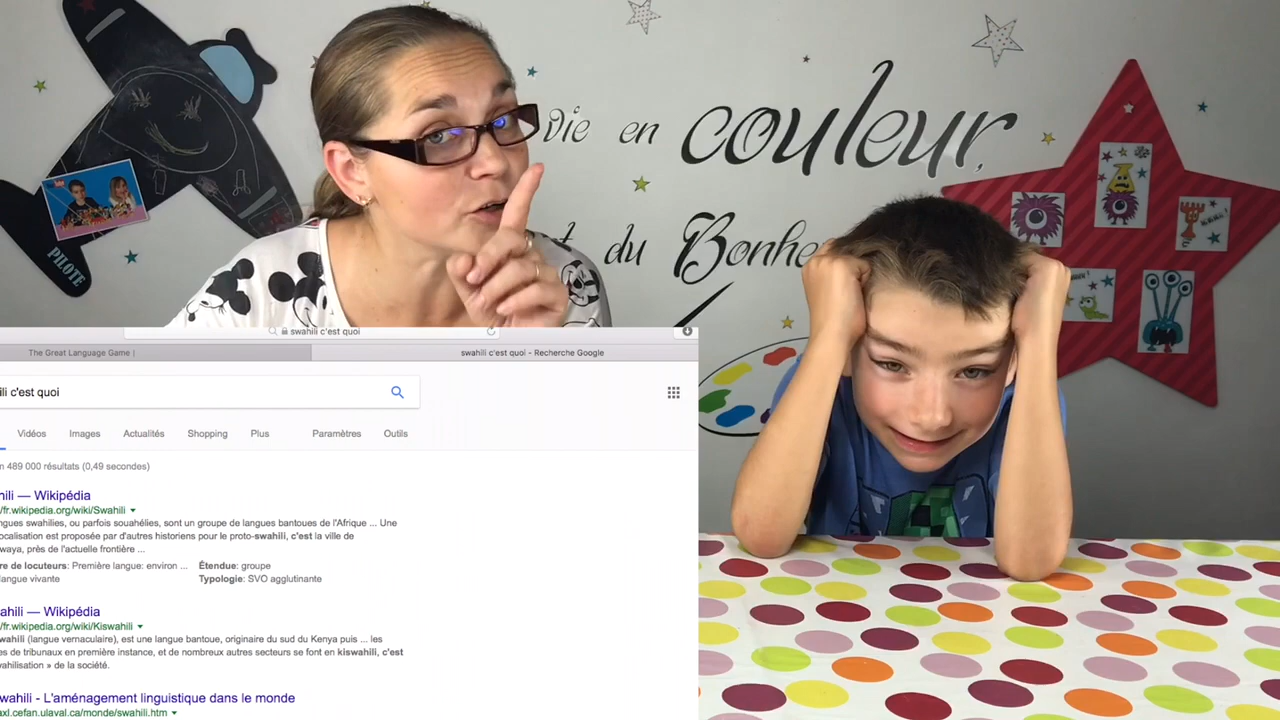 vie en couleur,
et du Bonhe
PILOTE
swahili c'est quoi
The Great Language Game |
swahili c'est quoi - Recherche Google
ili c'est quoi
Vidéos Images Actualités Shopping Plus Paramètres Outils
n 489 000 résultats (0,49 secondes)
hili — Wikipédia
/fr.wikipedia.org/wiki/Swahili
ngues swahilies, ou parfois souahélies, sont un groupe de langues bantoues de l'Afrique ... Une
ocalisation est proposée par d'autres historiens pour le proto-swahili, c'est la ville de
waya, près de l'actuelle frontière ...
re de locuteurs: Première langue: environ ... Étendue: groupe
langue vivante Typologie: SVO agglutinante
ahili — Wikipédia
/fr.wikipedia.org/wiki/Kiswahili
wahili (langue vernaculaire), est une langue bantoue, originaire du sud du Kenya puis ... les
es de tribunaux en première instance, et de nombreux autres secteurs se font en kiswahili, c'est
vahilisation » de la société.
wahili - L'aménagement linguistique dans le monde
axl.cefan.ulaval.ca/monde/swahili.htm